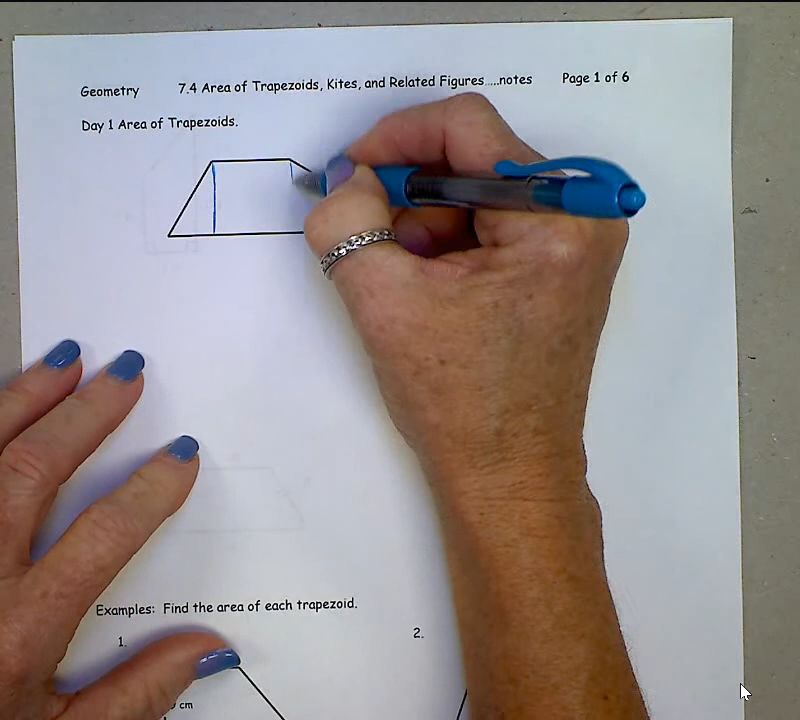 Geometry 7.4 Area of Trapezoids, Kites, and Related Figures.....notes Page 1 of 6
Day 1 Area of Trapezoids.
Examples: Find the area of each trapezoid.
1. 2.
cm